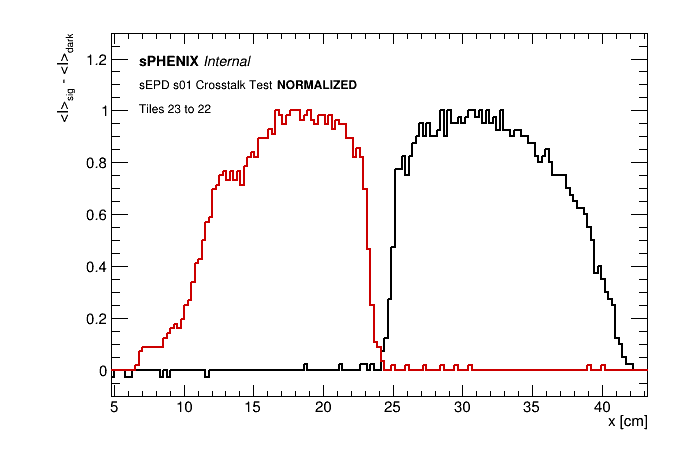 <I>sig - <I>dark
sPHENIX Internal
sEPD s01 Crosstalk Test NORMALIZED
Tiles 23 to 22
1.2
1
0.8
0.6
0.4
0.2
0
5 10 15 20 25 30 35 40
x [cm]